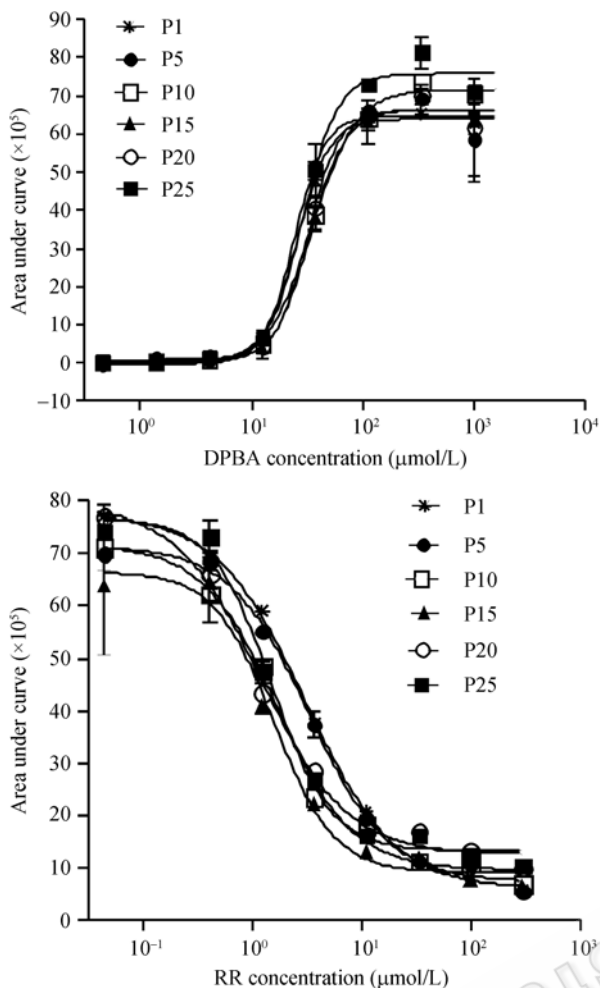 90
80
70
60
50
40
30
20
10
0
–10
Area under curve (×10⁵)
P1
P5
P10
P15
P20
P25
10⁰
10¹
10²
10³
10⁴
DPBA concentration (μmol/L)
80
70
60
50
40
30
20
10
0
Area under curve (×10⁵)
P1
P5
P10
P15
P20
P25
10⁻¹
10⁰
10¹
10²
10³
RR concentration (μmol/L)